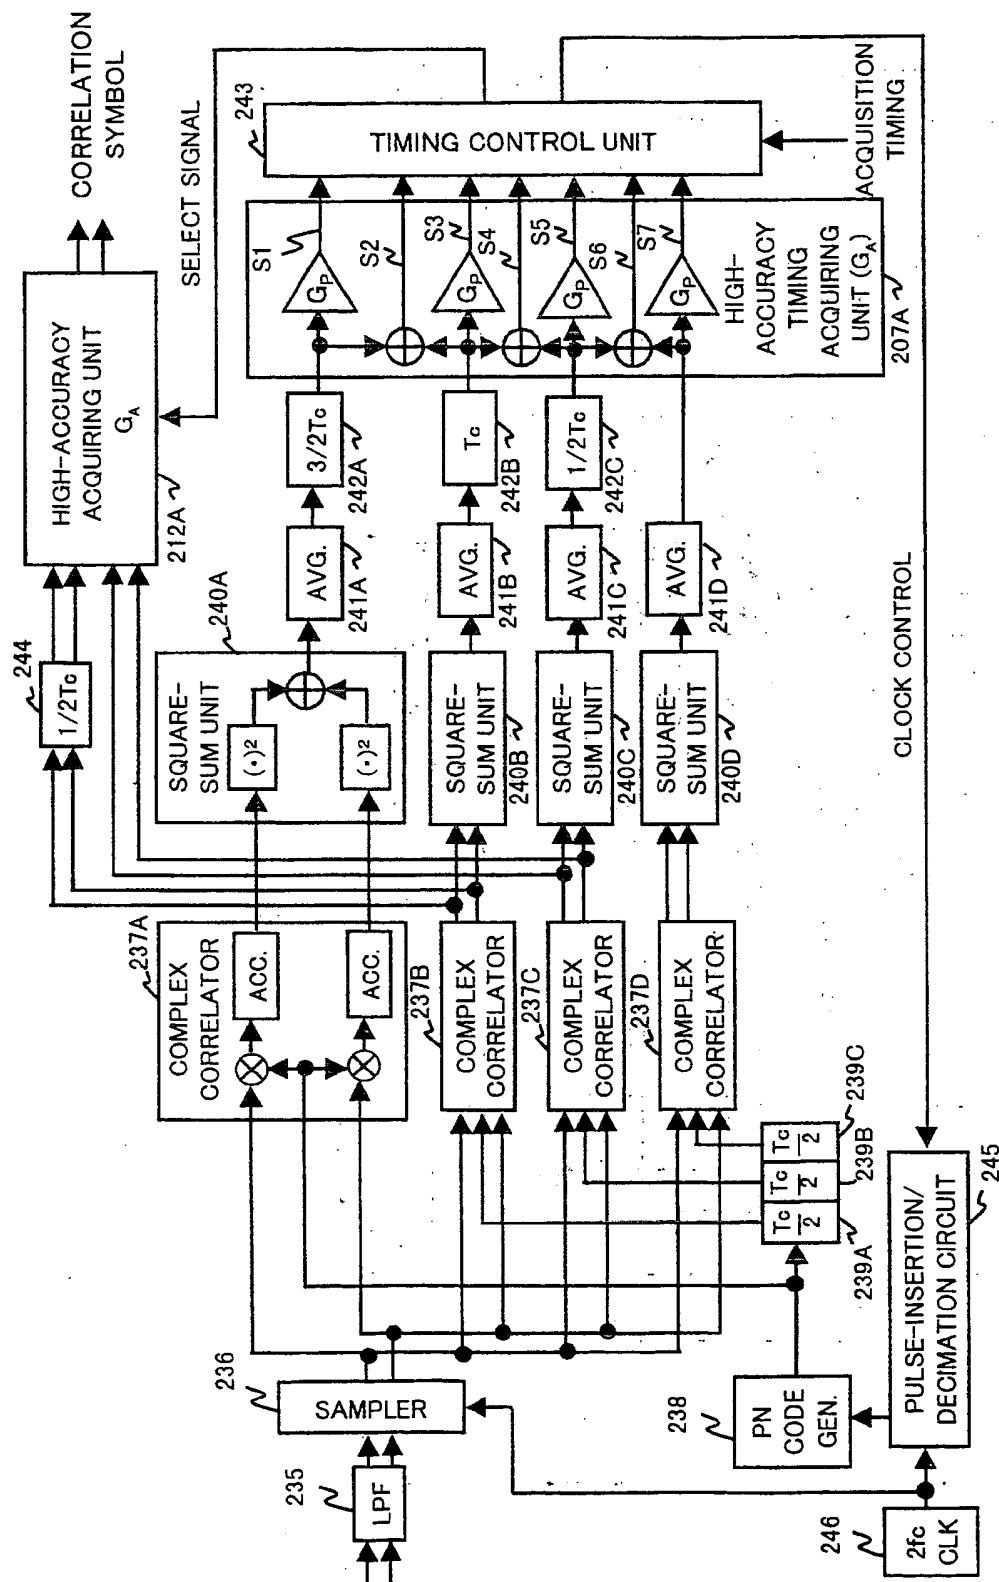 LPF
235
SAMPLER
236
COMPLEX
CORRELATOR
237A
ACC.
ACC.
COMPLEX
CORRELATOR
237B
COMPLEX
CORRELATOR
237C
COMPLEX
CORRELATOR
237D
PN
CODE
GEN.
238
Tc
2
239A
Tc
2
239B
Tc
2
239C
SQUARE-
SUM UNIT
240A
(•)²
(•)²
SQUARE-
SUM UNIT
240B
SQUARE-
SUM UNIT
240C
SQUARE-
SUM UNIT
240D
AVG.
241A
AVG.
241B
AVG.
241C
AVG.
241D
3/2Tc
242A
Tc
242B
1/2Tc
242C
1/2Tc
244
HIGH-ACCURACY
ACQUIRING UNIT
GA
212A
CORRELATION
SYMBOL
SELECT SIGNAL
GP
S1
S2
GP
S3
S4
GP
S5
S6
GP
S7
HIGH-
ACCURACY
TIMING
ACQUIRING
UNIT (GA)
207A
TIMING CONTROL UNIT
243
ACQUISITION
TIMING
CLOCK CONTROL
PULSE-INSERTION/
DECIMATION CIRCUIT
245
2fc
CLK
246